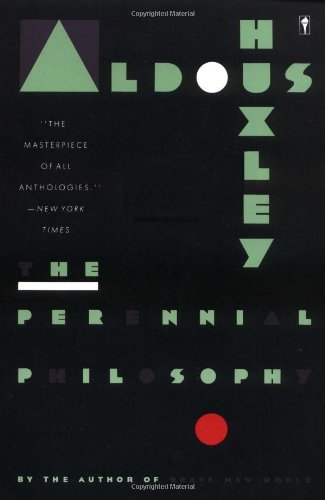 ALDOUS
HUXLEY
"THE
MASTERPIECE
OF ALL
ANTHOLOGIES."
—NEW YORK
TIMES
THE
PERENNIAL
PHILOSOPHY
BY THE AUTHOR OF BRAVE NEW WORLD